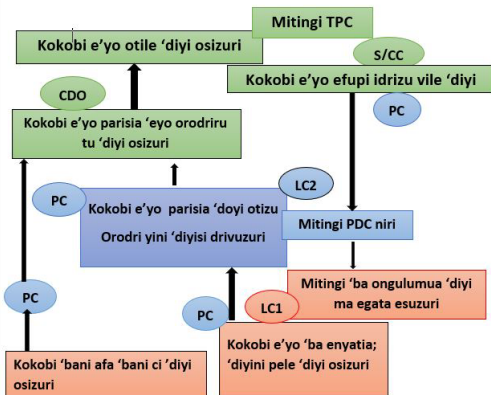 Mitingi TPC
Kokobi e’yo otile ‘diyi osizuri
S/CC
Kokobi e’yo efupi idrizu vile ‘diyi
CDO
PC
Kokobi e’yo parisia ‘eyo orodriru
tu ‘diyi osizuri
LC2
PC
Kokobi e’yo parisia ‘doyi otizu
Orodri yini ‘diyisi drivuzuri
Mitingi PDC niri
Mitingi ‘ba ongulumua ‘diyi
ma egata esuzuri
PC
PC
LC1
Kokobi e’yo ‘ba enyatia;
‘diyini pele ‘diyi osizuri
Kokobi ‘bani afa ‘bani ci ’diyi
osizuri